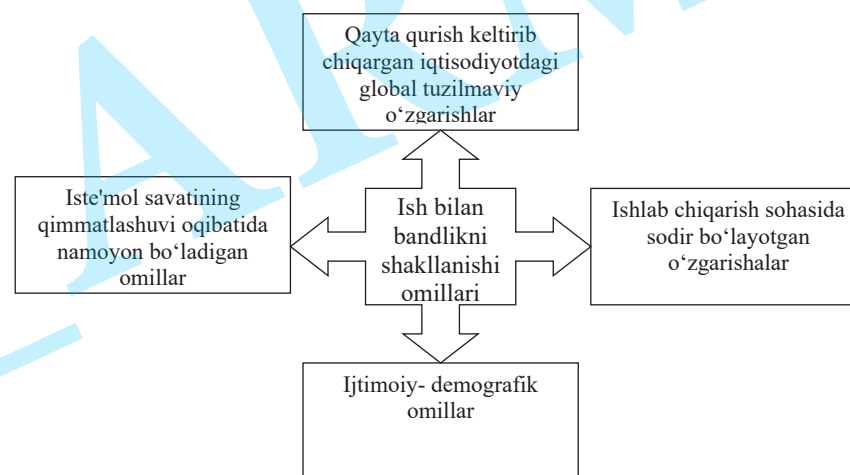 Qayta qurish keltirib
chiqargan iqtisodiyotdagi
global tuzilmaviy
o‘zgarishlar
Iste'mol savatining
qimmatlashuvi oqibatida
namoyon bo‘ladigan
omillar
Ish bilan
bandlikni
shakllanishi
omillari
Ishlab chiqarish sohasida
sodir bo‘layotgan
o‘zgarishalar
Ijtimoiy- demografik
omillar